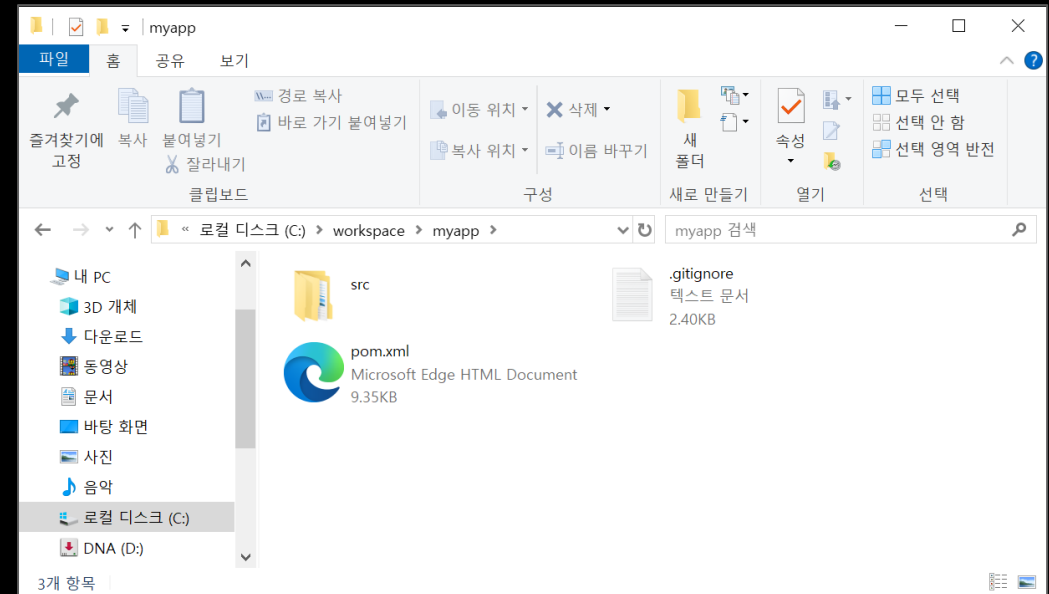 myapp
파일 홈 공유 보기
즐겨찾기에
고정
복사
붙여넣기
잘라내기
경로 복사
바로 가기 붙여넣기
클립보드
이동 위치
복사 위치
삭제
이름 바꾸기
구성
새
폴더
새로 만들기
속성
열기
모두 선택
선택 안 함
선택 영역 반전
선택
« 로컬 디스크 (C:) > workspace > myapp >
myapp 검색
내 PC
3D 개체
다운로드
동영상
문서
바탕 화면
사진
음악
로컬 디스크 (C:)
DNA (D:)
src
.gitignore
텍스트 문서
2.40KB
pom.xml
Microsoft Edge HTML Document
9.35KB
3개 항목